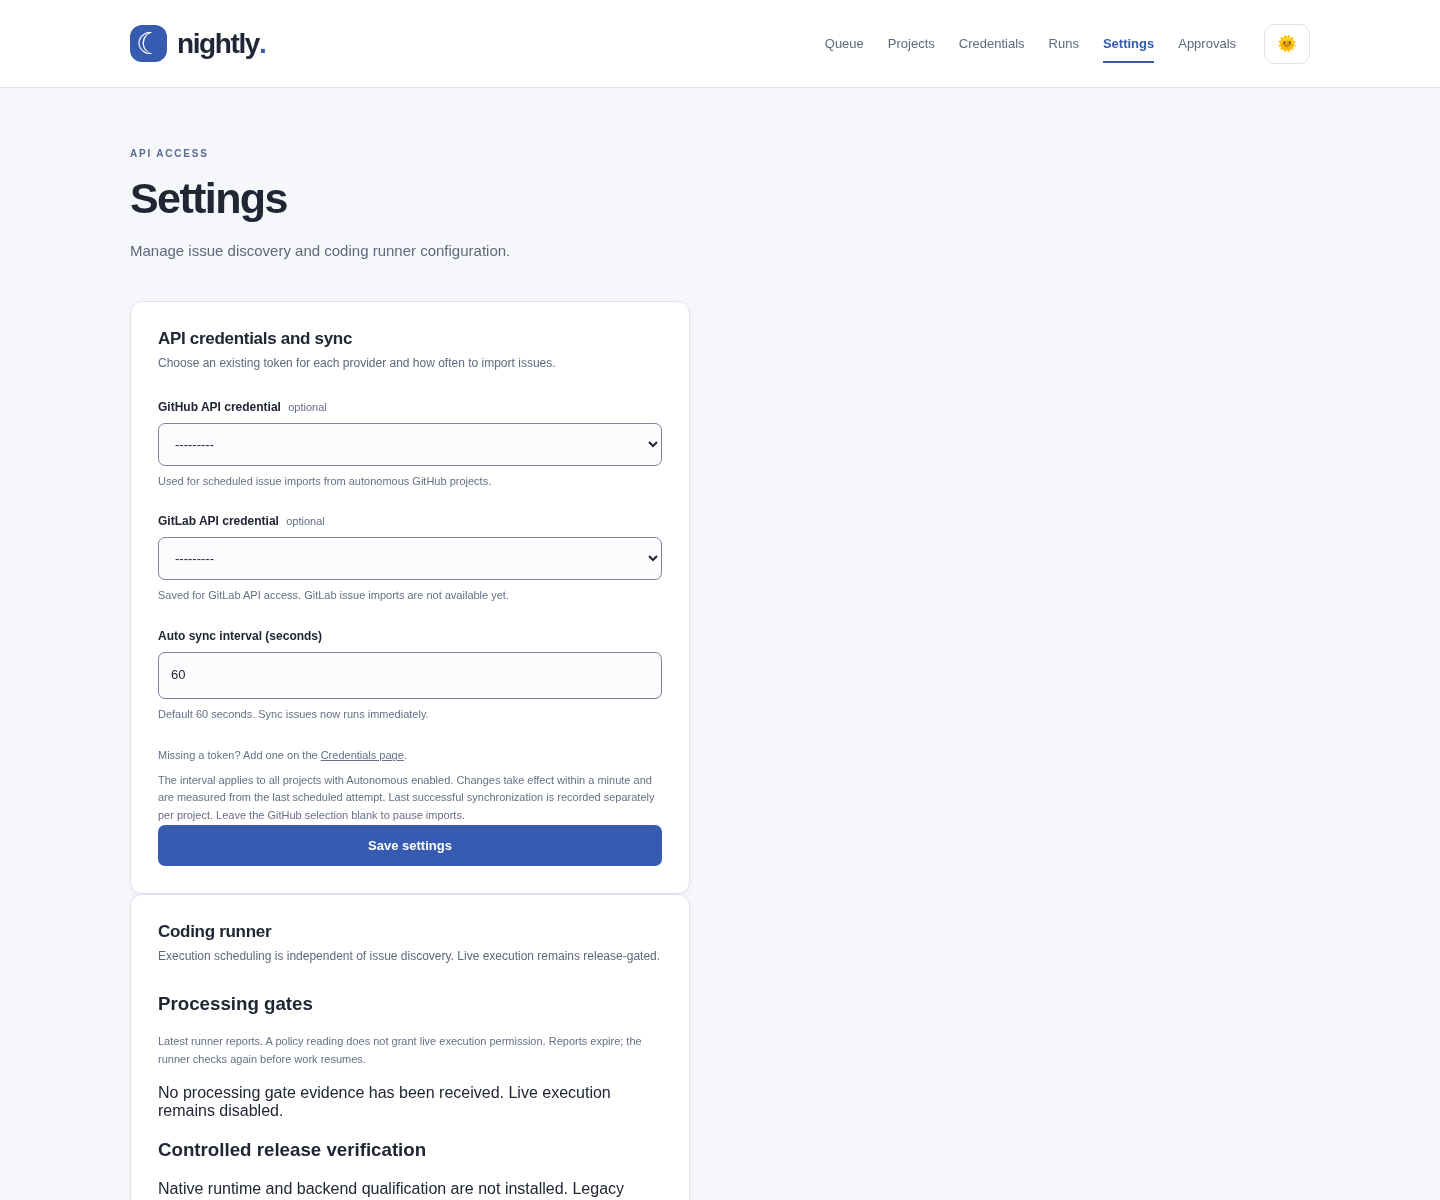 nightly.
Queue
Projects
Credentials
Runs
Settings
Approvals
API ACCESS
Settings
Manage issue discovery and coding runner configuration.
API credentials and sync
Choose an existing token for each provider and how often to import issues.
GitHub API credential optional
---------
Used for scheduled issue imports from autonomous GitHub projects.
GitLab API credential optional
---------
Saved for GitLab API access. GitLab issue imports are not available yet.
Auto sync interval (seconds)
60
Default 60 seconds. Sync issues now runs immediately.
Missing a token? Add one on the Credentials page.
The interval applies to all projects with Autonomous enabled. Changes take effect within a minute and
are measured from the last scheduled attempt. Last successful synchronization is recorded separately
per project. Leave the GitHub selection blank to pause imports.
Save settings
Coding runner
Execution scheduling is independent of issue discovery. Live execution remains release-gated.
Processing gates
Latest runner reports. A policy reading does not grant live execution permission. Reports expire; the
runner checks again before work resumes.
No processing gate evidence has been received. Live execution
remains disabled.
Controlled release verification
Native runtime and backend qualification are not installed. Legacy